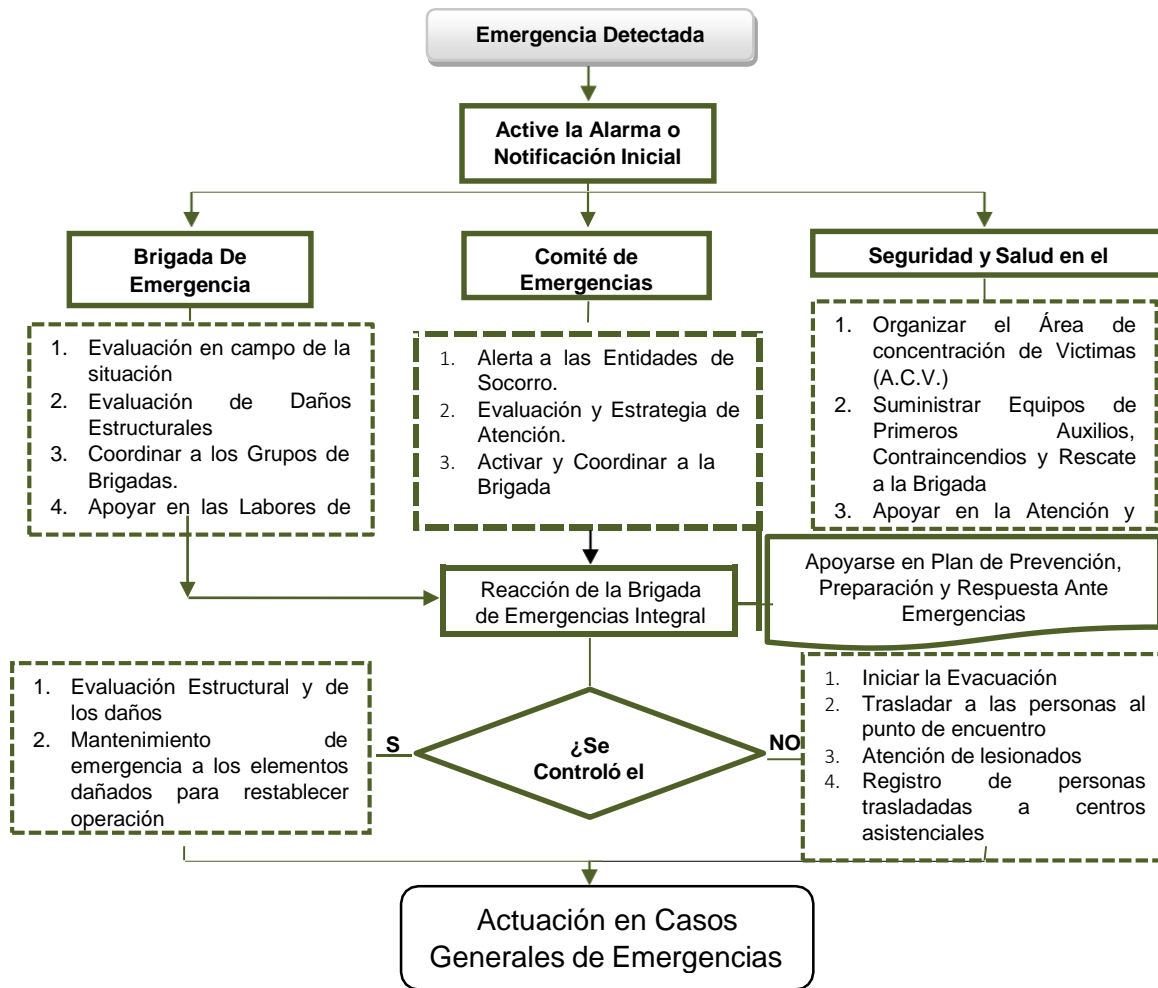 Emergencia Detectada
Active la Alarma o
Notificación Inicial
Brigada De
Emergencia
Comité de
Emergencias
Seguridad y Salud en el
1. Evaluación en campo de la
situación
2. Evaluación de Daños
Estructurales
3. Coordinar a los Grupos de
Brigadas.
4. Apoyar en las Labores de
1. Alerta a las Entidades de
Socorro.
2. Evaluación y Estrategia de
Atención.
3. Activar y Coordinar a la
Brigada
1. Organizar el Área de
concentración de Victimas
(A.C.V.)
2. Suministrar Equipos de
Primeros Auxilios,
Contraincendios y Rescate
a la Brigada
3. Apoyar en la Atención y
Reacción de la Brigada
de Emergencias Integral
Apoyarse en Plan de Prevención,
Preparación y Respuesta Ante
Emergencias
1. Evaluación Estructural y de
los daños
2. Mantenimiento de
emergencia a los elementos
dañados para restablecer
operación
S
¿Se
Controló el
NO
1. Iniciar la Evacuación
2. Trasladar a las personas al
punto de encuentro
3. Atención de lesionados
4. Registro de personas
trasladadas a centros
asistenciales
Actuación en Casos
Generales de Emergencias